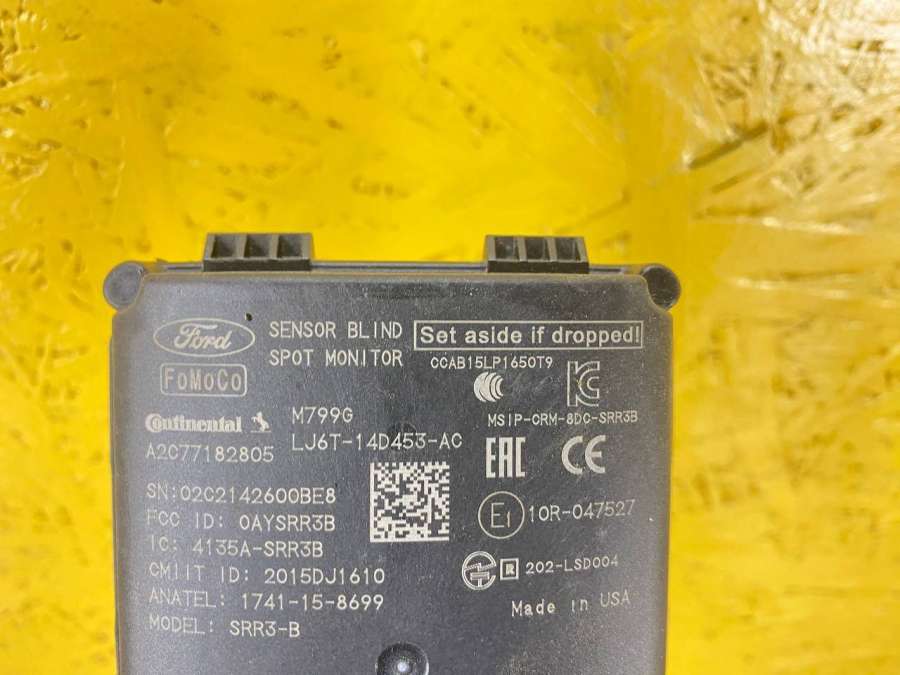 Ford
SENSOR BLIND
SPOT MONITOR
Set aside if dropped!
CCAB15LP1650T9
FoMoCo
Continental
M799G
MSIP-CRM-8DC-SRR3B
A2C77182805
LJ6T-14D453-AC
EAC CE
SN:02C2142600BE8
FCC ID: 0AYSRR3B
E1 10R-047527
IC: 4135A-SRR3B
R 202-LSD004
CMIIT ID: 2015DJ1610
ANATEL: 1741-15-8699
Made in USA
MODEL: SRR3-B